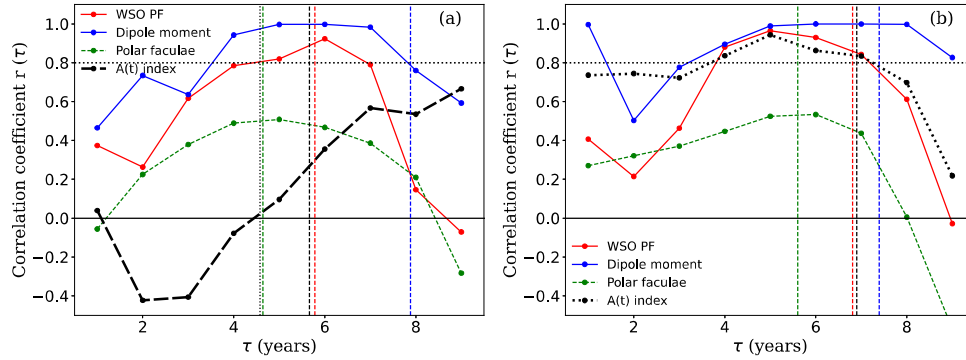 (a)
WSO PF
Dipole moment
Polar faculae
A(t) index
Correlation coefficient r (τ)
1.0
0.8
0.6
0.4
0.2
0.0
−0.2
−0.4
2 4 6 8
τ (years)
(b)
WSO PF
Dipole moment
Polar faculae
A(t) index
Correlation coefficient r (τ)
1.0
0.8
0.6
0.4
0.2
0.0
−0.2
−0.4
2 4 6 8
τ (years)